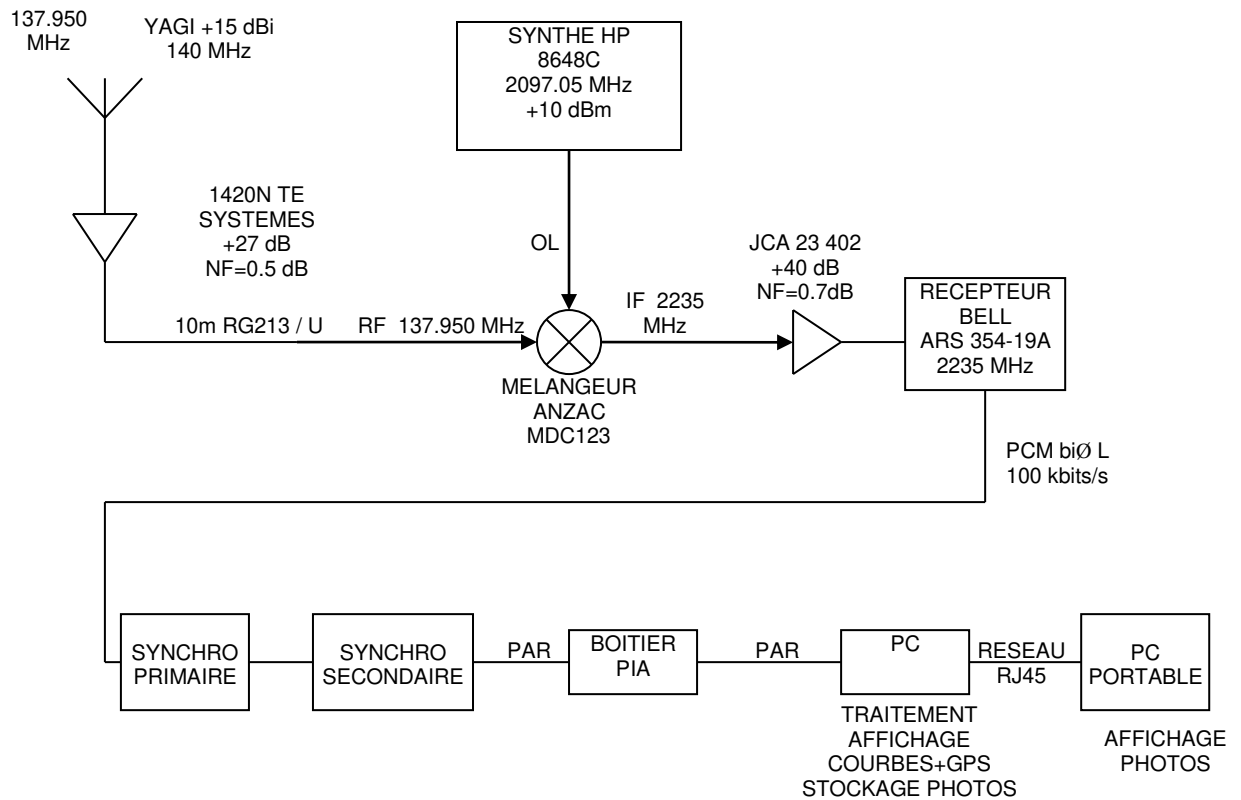 137.950
MHz
YAGI +15 dBi
140 MHz
SYNTHE HP
8648C
2097.05 MHz
+10 dBm
1420N TE
SYSTEMES
+27 dB
NF=0.5 dB
OL
JCA 23 402
+40 dB
NF=0.7dB
10m RG213 / U
RF 137.950 MHz
IF 2235
MHz
RECEPTEUR
BELL
ARS 354-19A
2235 MHz
MELANGEUR
ANZAC
MDC123
PCM biØ L
100 kbits/s
SYNCHRO
PRIMAIRE
SYNCHRO
SECONDAIRE
PAR
BOITIER
PIA
PAR
PC
RESEAU
RJ45
PC
PORTABLE
TRAITEMENT
AFFICHAGE
COURBES+GPS
STOCKAGE PHOTOS
AFFICHAGE
PHOTOS